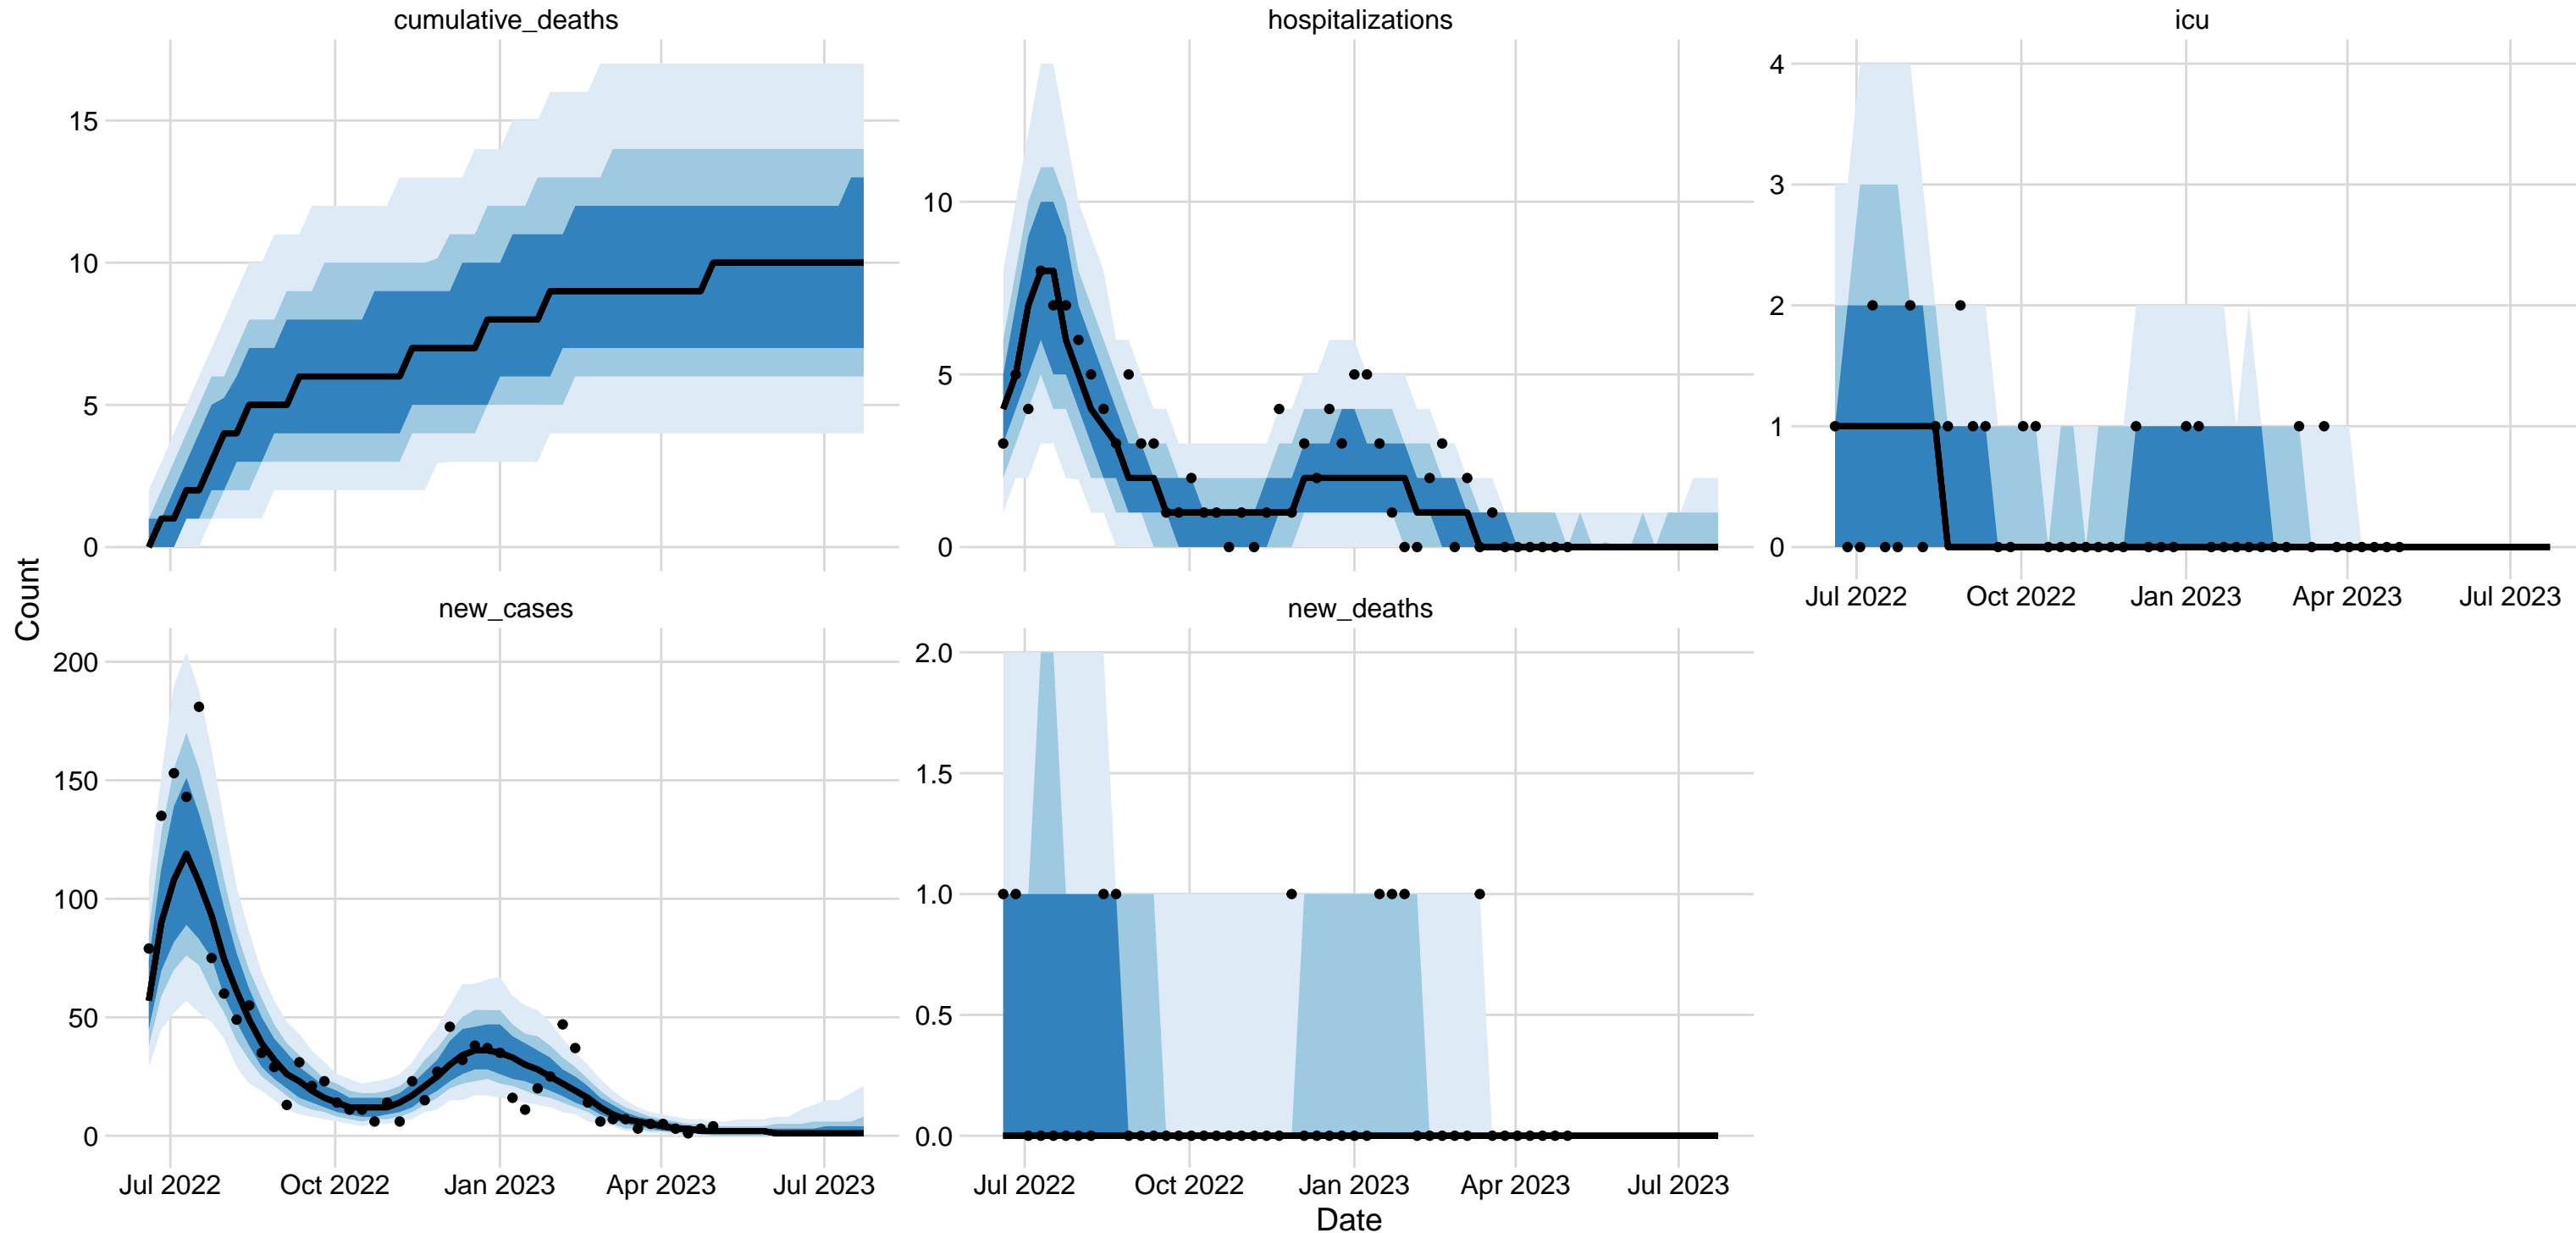 cumulative_deaths
hospitalizations
icu
15
10
5
0
10
5
0
4
3
2
1
0
Jul 2022 Oct 2022 Jan 2023 Apr 2023 Jul 2023
Count
new_cases
new_deaths
200
150
100
50
0
2.0
1.5
1.0
0.5
0.0
Jul 2022 Oct 2022 Jan 2023 Apr 2023 Jul 2023
Jul 2022 Oct 2022 Jan 2023 Apr 2023 Jul 2023
Date